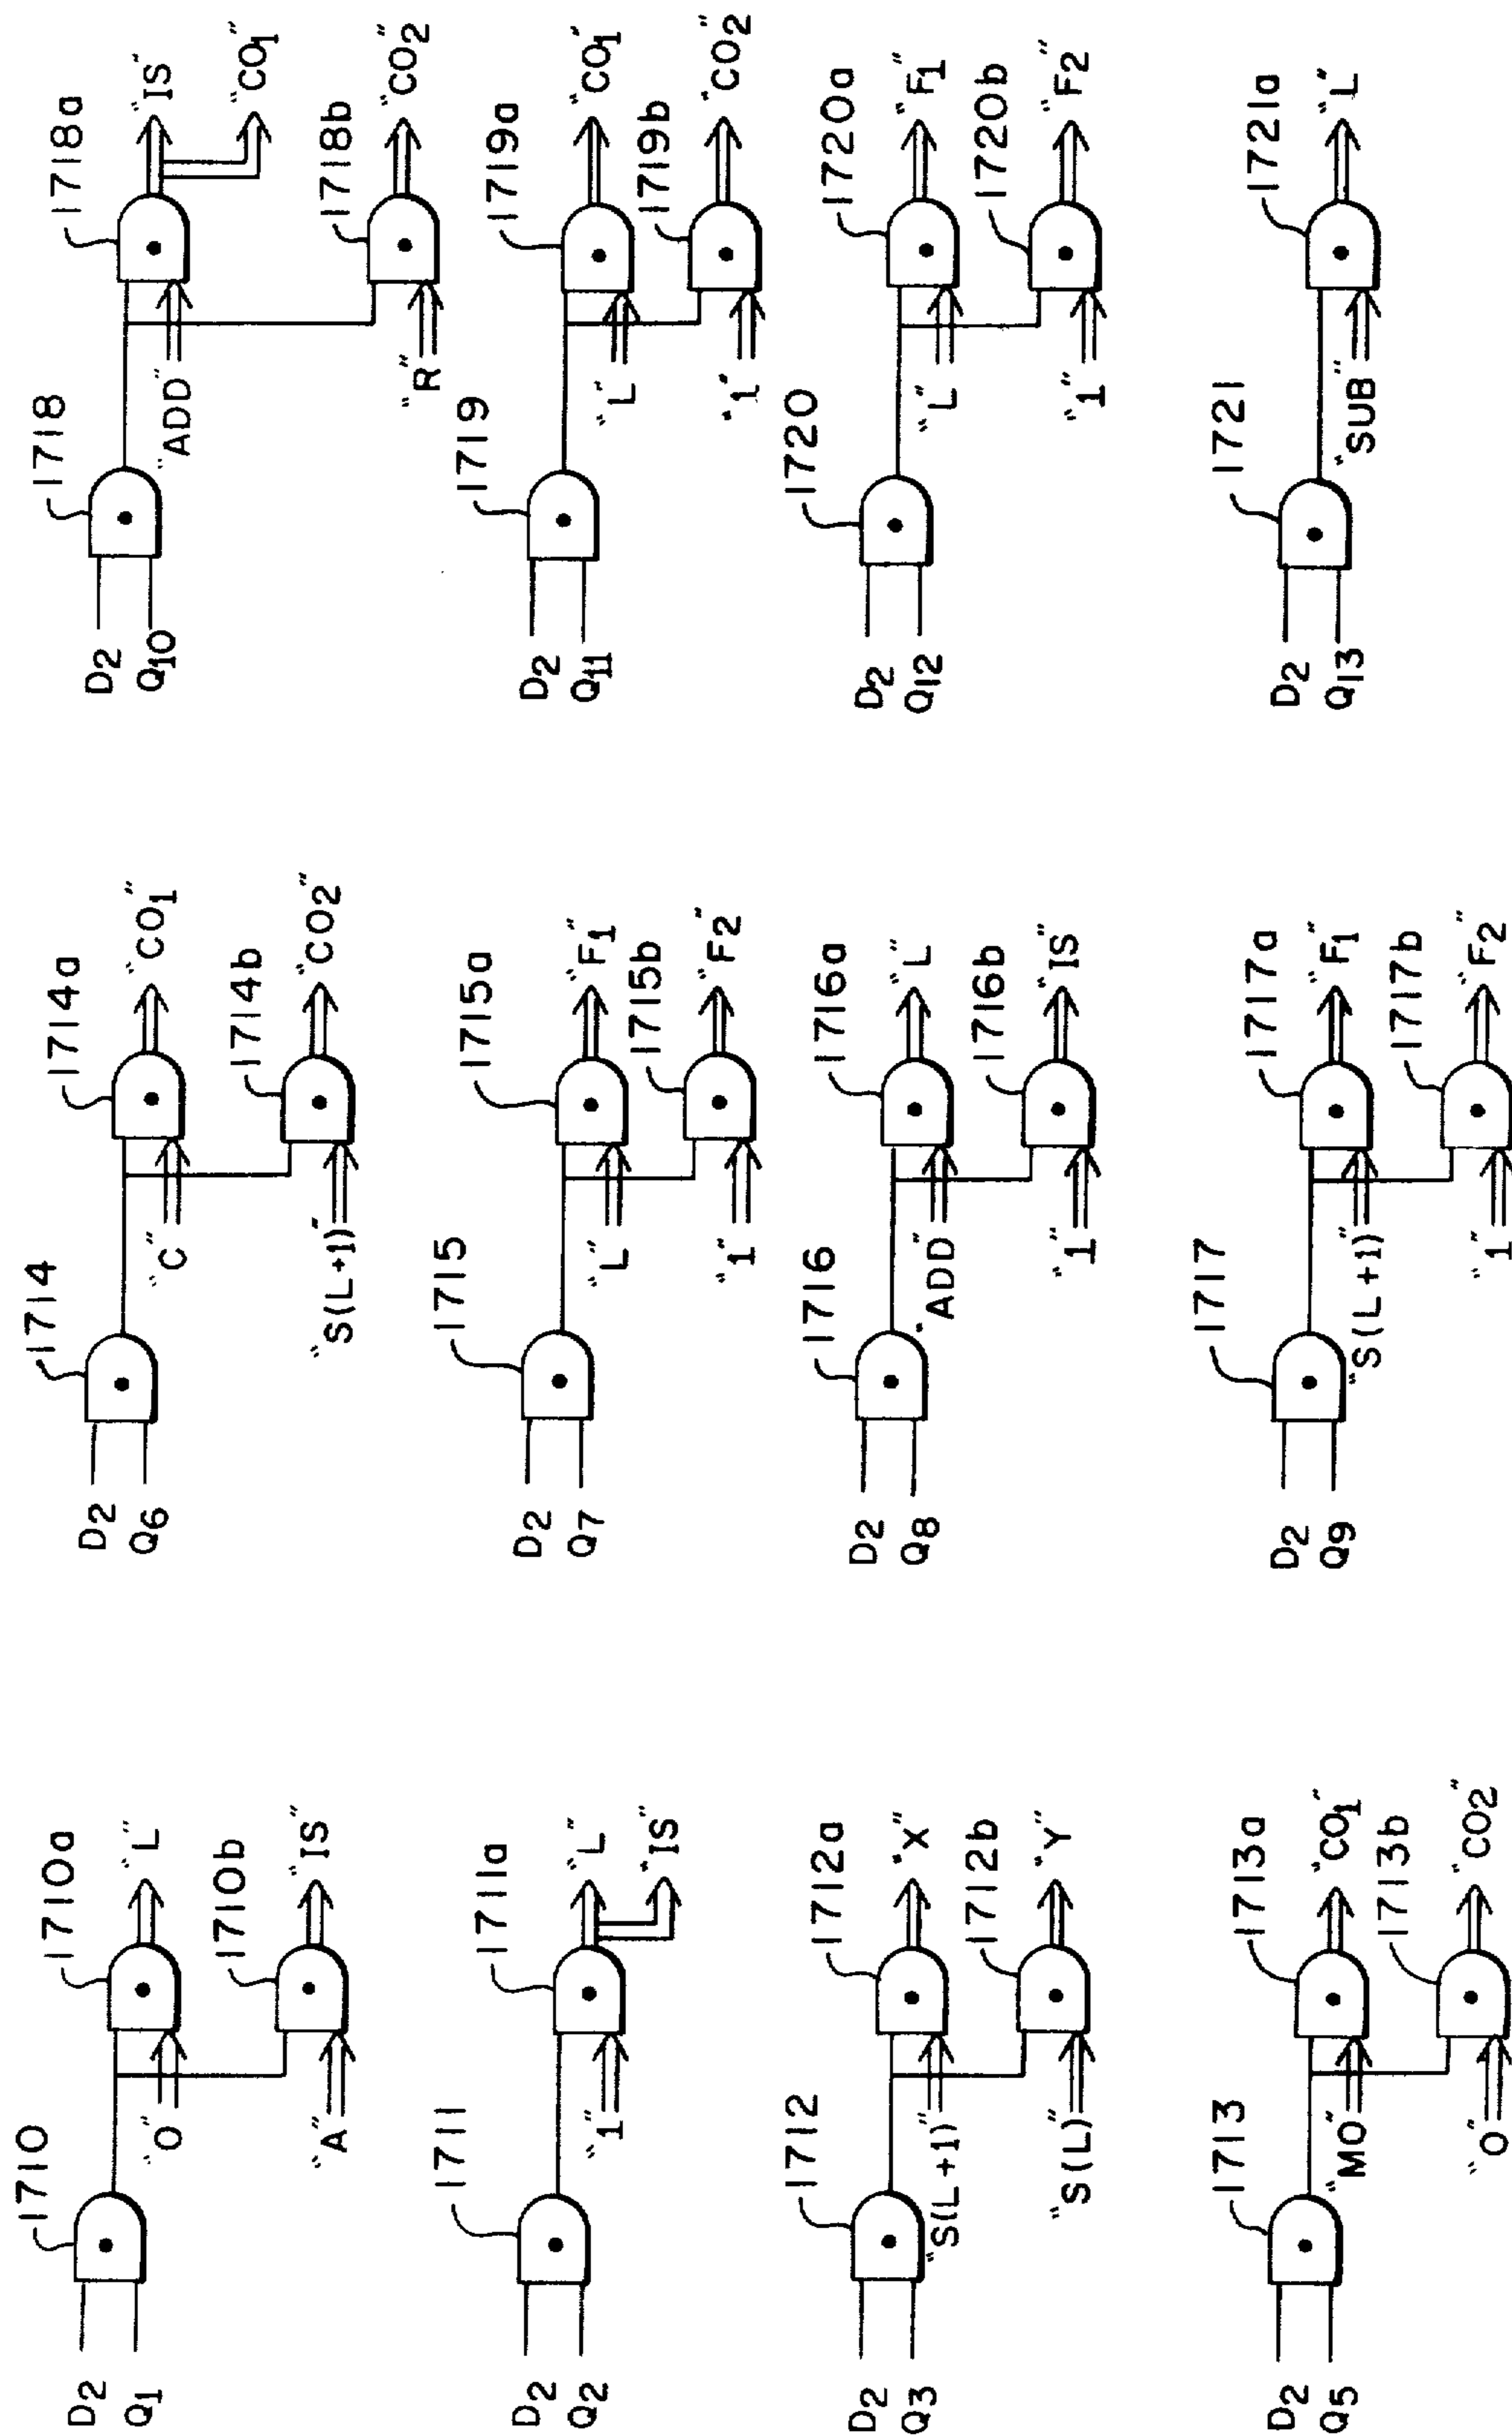 1710
1710a
D2
Q1
"O"
"L"
1710b
"A"
"IS"
1711
1711a
D2
Q2
"1"
"L"
"IS"
1712
1712a
D2
Q3
"S(L+1)"
"X"
1712b
"S(L)"
"Y"
1713
1713a
D2
Q5
"MO"
"CO1"
1713b
"O"
"CO2"
1714
1714a
D2
Q6
"C"
"CO1"
1714b
"S(L+1)"
"CO2"
1715
1715a
D2
Q7
"L"
"F1"
1715b
"1"
"F2"
1716
1716a
D2
Q8
"ADD"
"L"
1716b
"1"
"IS"
1717
1717a
D2
Q9
"S(L+1)"
"F1"
1717b
"1"
"F2"
1718
1718a
D2
Q10
"ADD"
"IS"
"CO1"
1718b
"R"
"CO2"
1719
1719a
D2
Q11
"L"
"CO1"
1719b
"1"
"CO2"
1720
1720a
D2
Q12
"L"
"F1"
1720b
"1"
"F2"
1721
1721a
D2
Q13
"SUB"
"L"